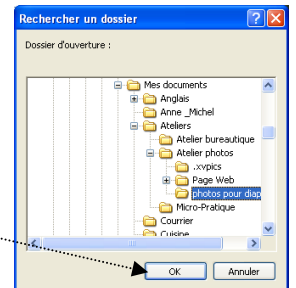 Rechercher un dossier
Dossier d'ouverture :
Mes documents
Anglais
Anne _Michel
Ateliers
Atelier bureautique
Atelier photos
.xvpics
Page Web
photos pour diap
Micro-Pratique
Courrier
Cuisine
OK
Annuler